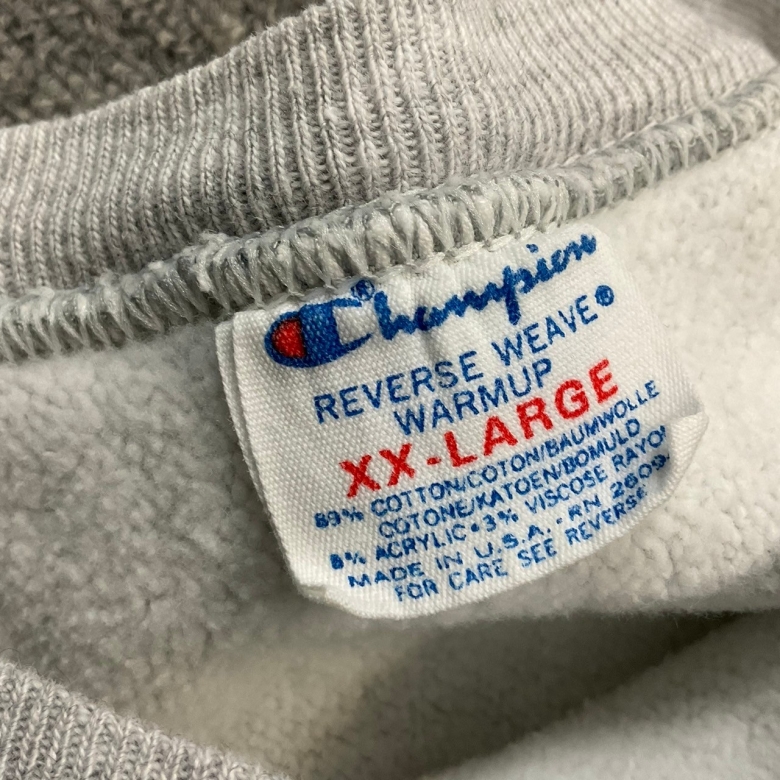 Champion®
REVERSE WEAVE®
WARMUP
XX-LARGE
89% COTTON/COTON/BAUMWOLLE
COTONE/KATOEN/BOMULD
8% ACRYLIC•3% VISCOSE RAYON
MADE IN U.S.A.·RN 26094
FOR CARE SEE REVERSE